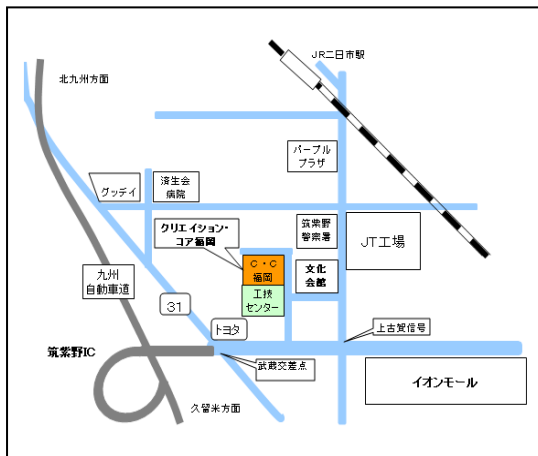 JR二日市駅
北九州方面
パープル
プラザ
グッデイ
済生会
病院
クリエイション・
コア福岡
筑紫野
警察署
JT工場
C・C
福岡
文化
会館
九州
自動車道
工技
センター
31
トヨタ
上古賀信号
筑紫野IC
武蔵交差点
イオンモール
久留米方面